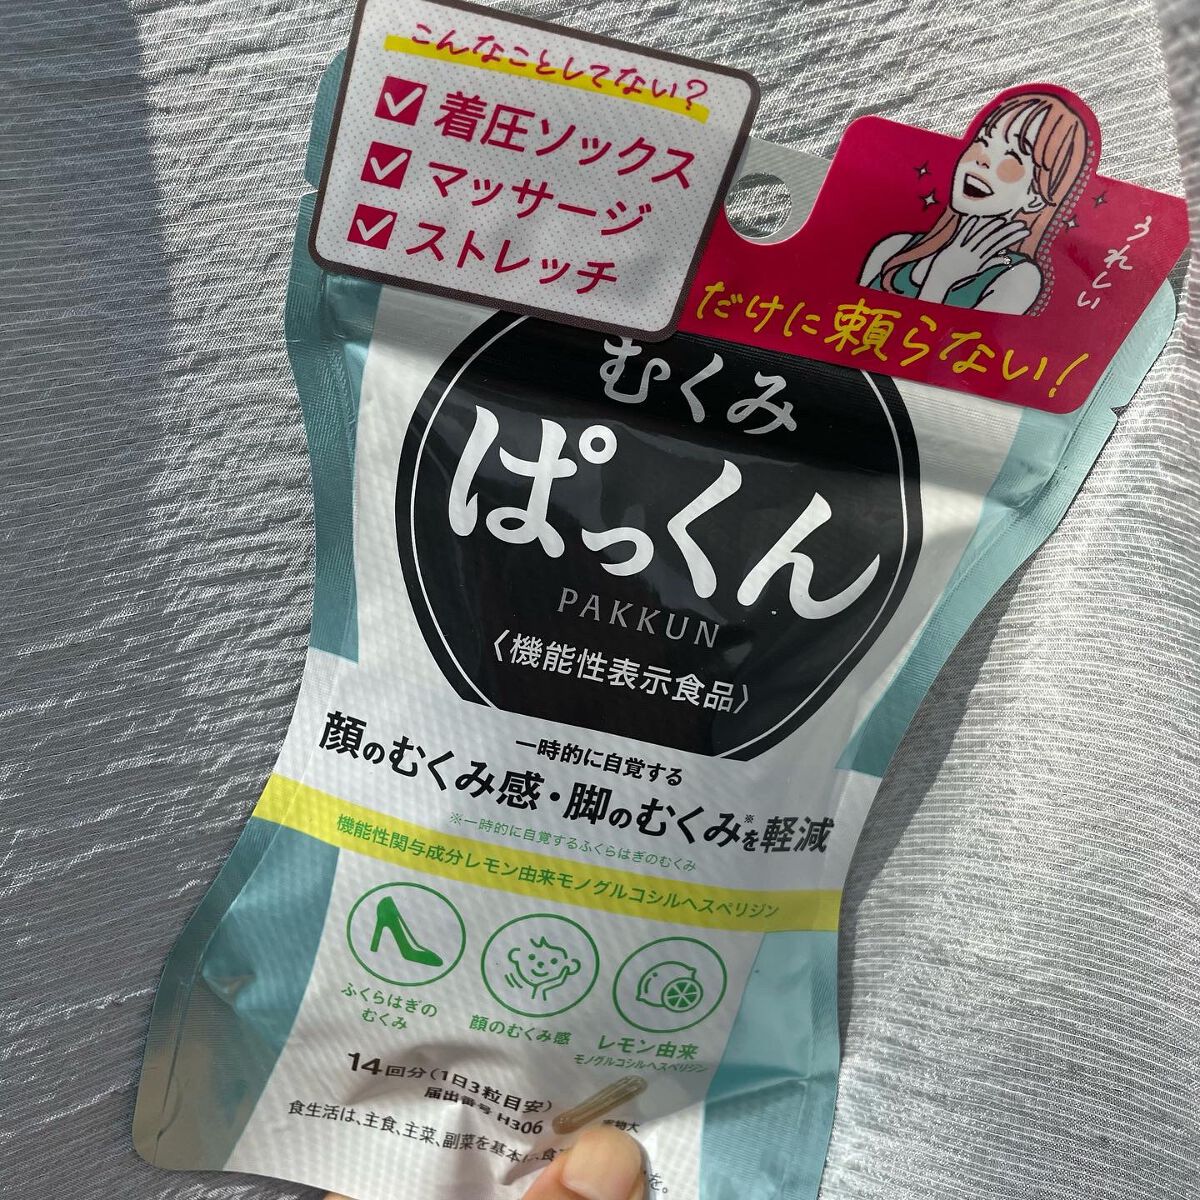 こんなことしてない?
着圧ソックス
マッサージ
ストレッチ
だけに頼らない!
うれしい
むくみ
ぱっくん
PAKKUN
〈機能性表示食品〉
一時的に自覚する
顔のむくみ感・脚のむくみ※を軽減
※一時的に自覚するふくらはぎのむくみ
機能性関与成分レモン由来モノグルコシルヘスペリジン
ふくらはぎの
むくみ
顔のむくみ感
レモン由来
モノグルコシルヘスペリジン
14回分(1日3粒目安)
届出番号 H306
実物大
食生活は、主食、主菜、副菜を基本に、食
を。